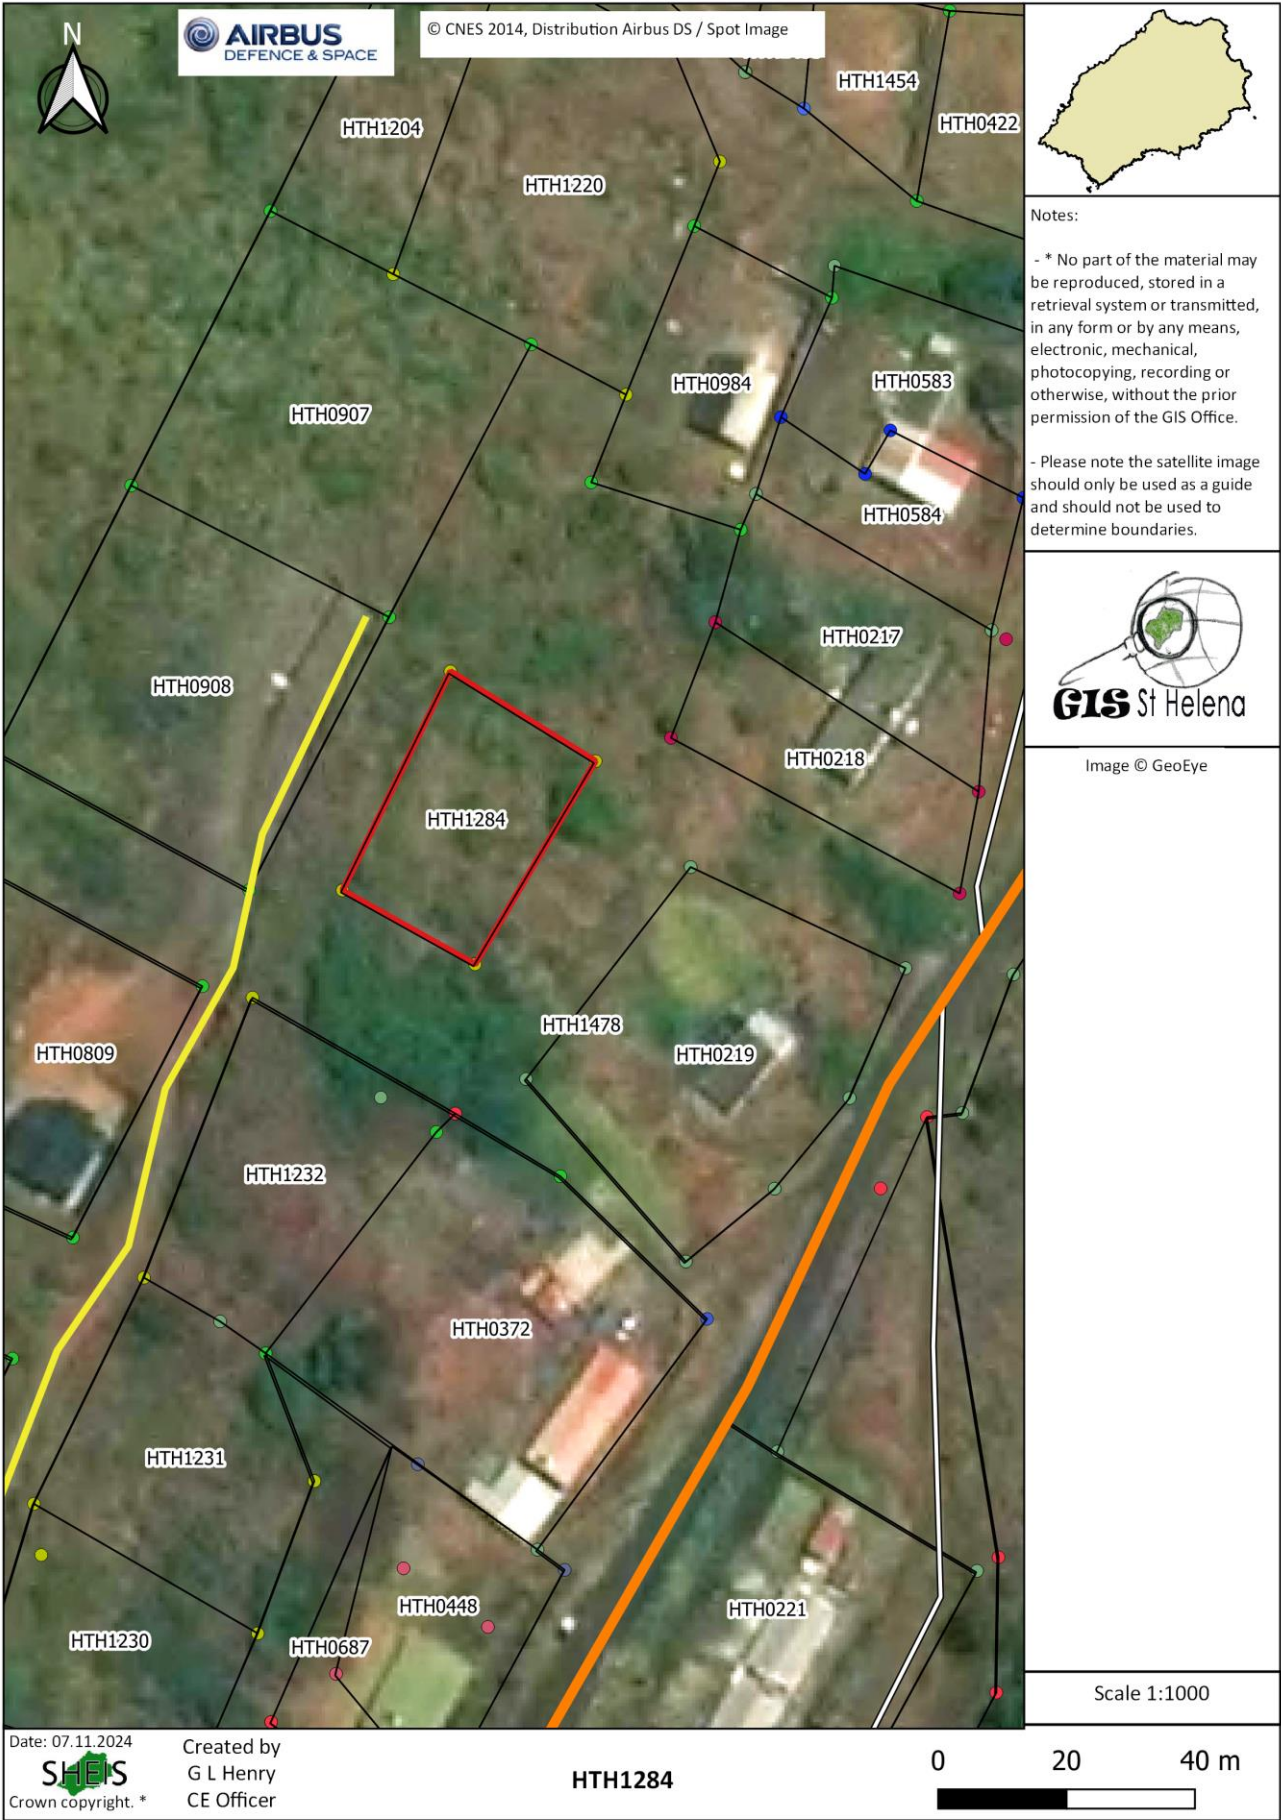 N
AIRBUS
DEFENCE & SPACE
© CNES 2014, Distribution Airbus DS / Spot Image
HTH1454
HTH0422
HTH1204
HTH1220
HTH0984
HTH0583
HTH0907
HTH0584
HTH0217
HTH0908
HTH0218
HTH1284
HTH1478
HTH0219
HTH0809
HTH1232
HTH0372
HTH1231
HTH0448
HTH0221
HTH1230
HTH0687
Notes:
- * No part of the material may
be reproduced, stored in a
retrieval system or transmitted,
in any form or by any means,
electronic, mechanical,
photocopying, recording or
otherwise, without the prior
permission of the GIS Office.
- Please note the satellite image
should only be used as a guide
and should not be used to
determine boundaries.
GIS St Helena
Image © GeoEye
Scale 1:1000
Date: 07.11.2024
SHEIS
Crown copyright. *
Created by
G L Henry
CE Officer
HTH1284
0 20 40 m